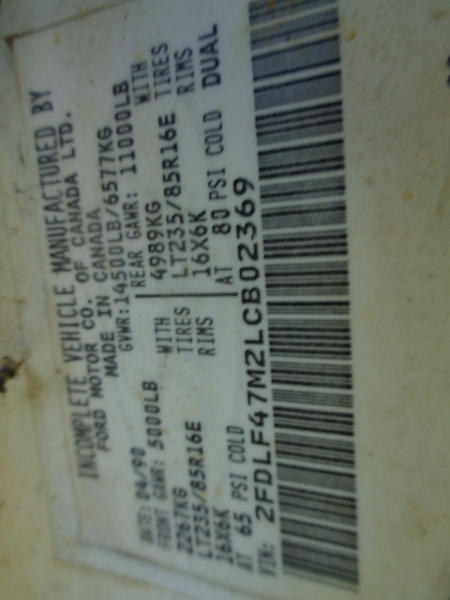 INCOMPLETE VEHICLE MANUFACTURED BY
FORD MOTOR CO. OF CANADA LTD.
MADE IN CANADA
GVWR:14500LB/6577KG
DATE: 04/90
FRONT GAWR: 5000LB
2267KG WITH
LT235/85R16E TIRES
16X6K RIMS
AT 65 PSI COLD
REAR GAWR: 11000LB
4989KG WITH
LT235/85R16E TIRES
16X6K RIMS
AT 80 PSI COLD DUAL
VIN: 2FDLF47M2LCB02369